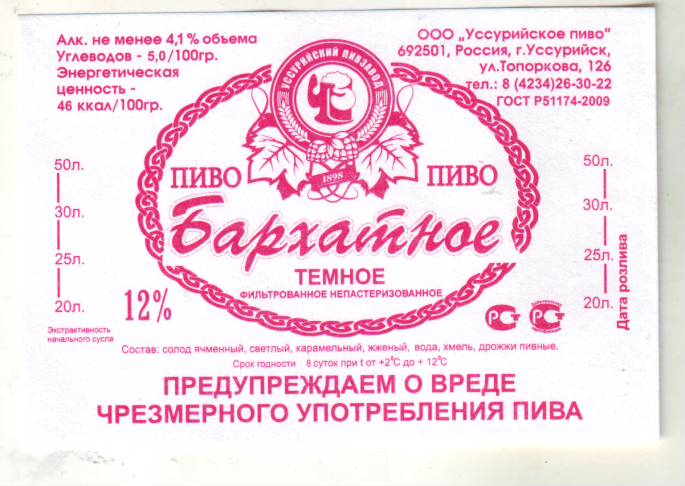 Алк. не менее 4,1% объема
Углеводов - 5,0/100гр.
Энергетическая
ценность -
46 ккал/100гр.
ООО „Уссурийское пиво"
692501, Россия, г.Уссурийск,
ул.Топоркова, 126
тел.: 8 (4234)26-30-22
ГОСТ Р51174-2009
УССУРИЙСКИЙ ПИВЗАВОД
1898
ПИВО ПИВО
Бархатное
ТЕМНОЕ
ФИЛЬТРОВАННОЕ НЕПАСТЕРИЗОВАННОЕ
50л.
30л.
25л.
20л.
50л.
30л.
25л.
20л.
Дата розлива
12%
Экстрактивность
начального сусла
РСТ РСТ
Состав: солод ячменный, светлый, карамельный, жженый, вода, хмель, дрожжи пивные.
Срок годности 8 суток при t от +2°С до + 12°С
ПРЕДУПРЕЖДАЕМ О ВРЕДЕ
ЧРЕЗМЕРНОГО УПОТРЕБЛЕНИЯ ПИВА